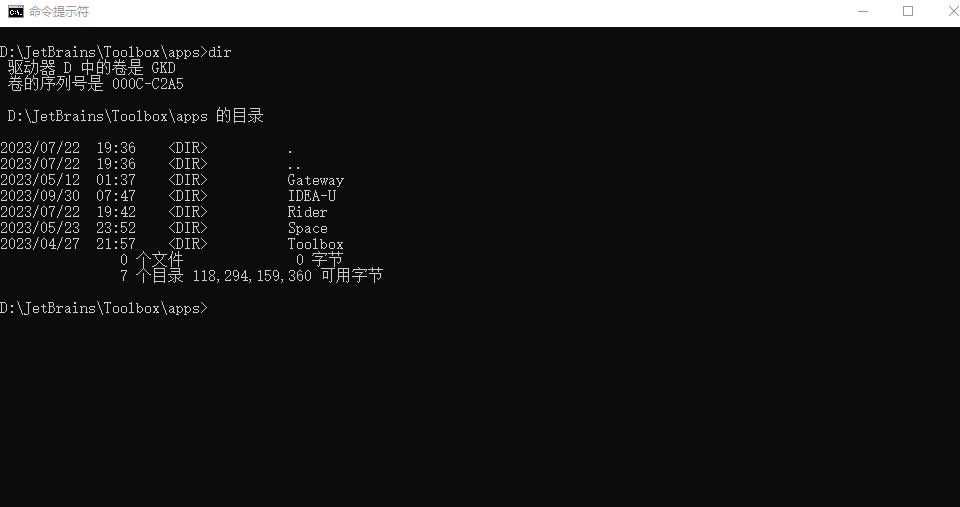 命令提示符
D:\JetBrains\Toolbox\apps>dir
驱动器 D 中的卷是 GKD
卷的序列号是 000C-C2A5
D:\JetBrains\Toolbox\apps 的目录
2023/07/22  19:36    <DIR>          .
2023/07/22  19:36    <DIR>          ..
2023/05/12  01:37    <DIR>          Gateway
2023/09/30  07:47    <DIR>          IDEA-U
2023/07/22  19:42    <DIR>          Rider
2023/05/23  23:52    <DIR>          Space
2023/04/27  21:57    <DIR>          Toolbox
0 个文件              0 字节
7 个目录 118,294,159,360 可用字节
D:\JetBrains\Toolbox\apps>